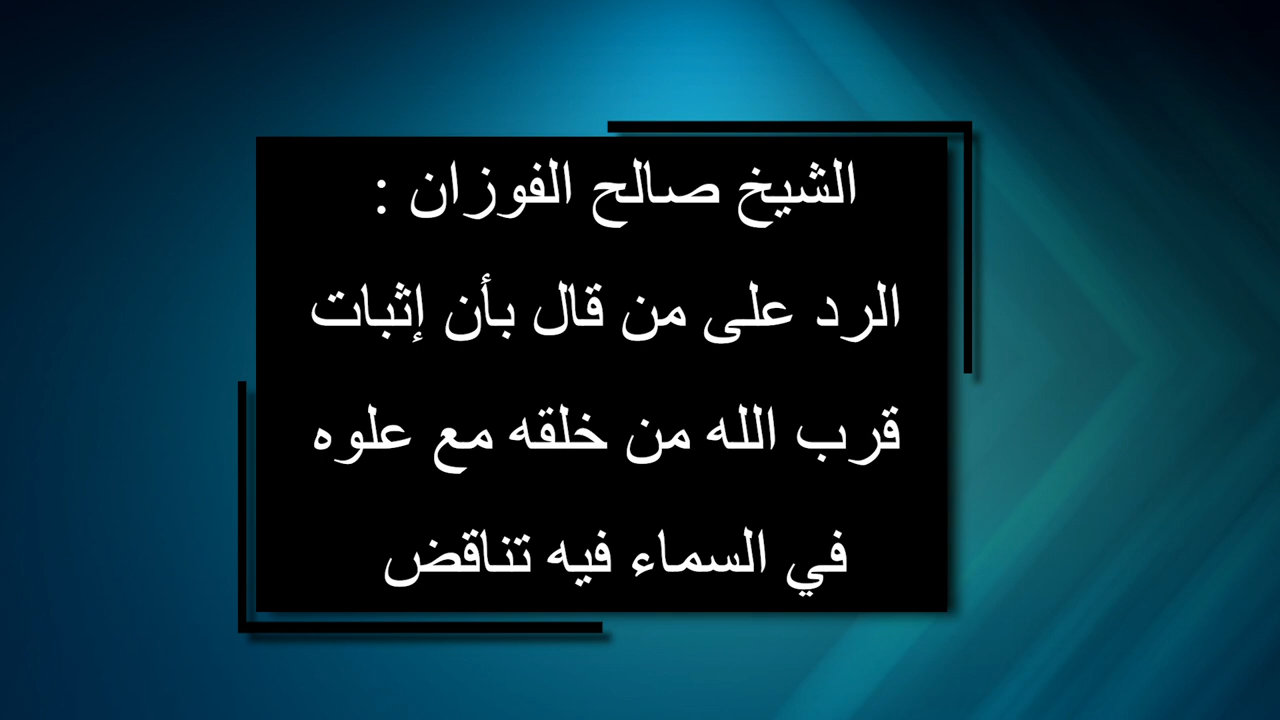 الشيخ صالح الفوزان :
الرد على من قال بأن إثبات
قرب الله من خلقه مع علوه
في السماء فيه تناقض